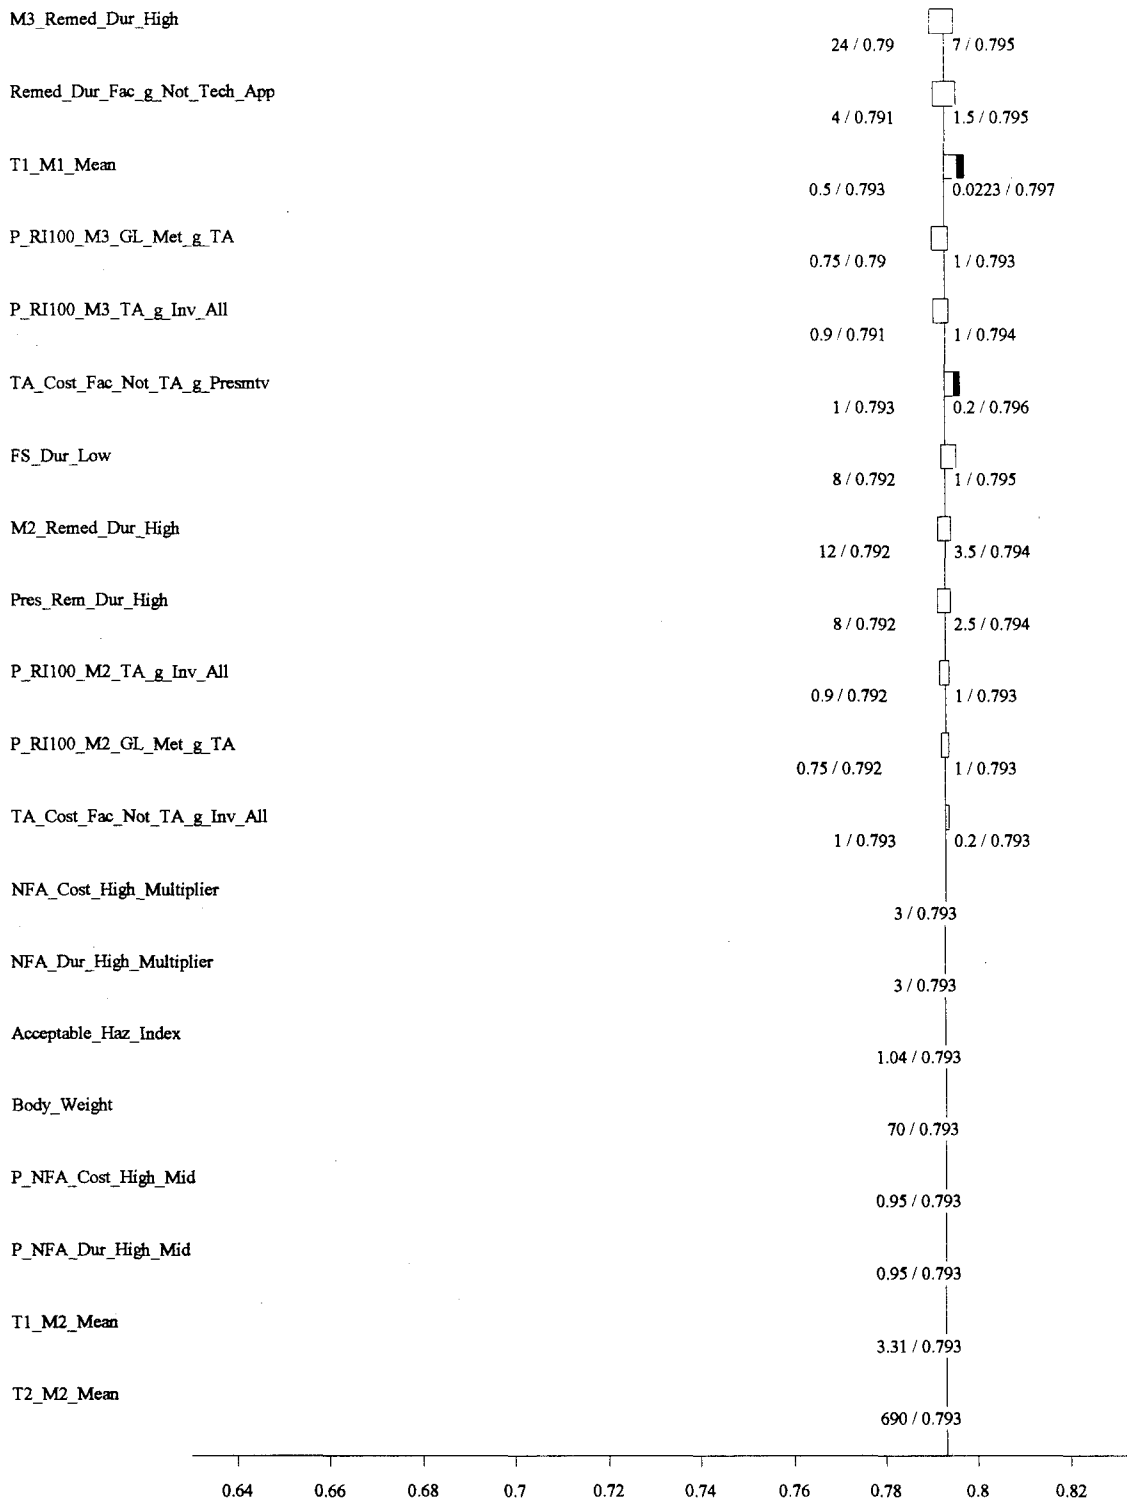 M3_Remed_Dur_High
24 / 0.79 7 / 0.795
Remed_Dur_Fac_g_Not_Tech_App
4 / 0.791 1.5 / 0.795
T1_M1_Mean
0.5 / 0.793 0.0223 / 0.797
P_RI100_M3_GL_Met_g_TA
0.75 / 0.79 1 / 0.793
P_RI100_M3_TA_g_Inv_All
0.9 / 0.791 1 / 0.794
TA_Cost_Fac_Not_TA_g_Presmtv
1 / 0.793 0.2 / 0.796
FS_Dur_Low
8 / 0.792 1 / 0.795
M2_Remed_Dur_High
12 / 0.792 3.5 / 0.794
Pres_Rem_Dur_High
8 / 0.792 2.5 / 0.794
P_RI100_M2_TA_g_Inv_All
0.9 / 0.792 1 / 0.793
P_RI100_M2_GL_Met_g_TA
0.75 / 0.792 1 / 0.793
TA_Cost_Fac_Not_TA_g_Inv_All
1 / 0.793 0.2 / 0.793
NFA_Cost_High_Multiplier
3 / 0.793
NFA_Dur_High_Multiplier
3 / 0.793
Acceptable_Haz_Index
1.04 / 0.793
Body_Weight
70 / 0.793
P_NFA_Cost_High_Mid
0.95 / 0.793
P_NFA_Dur_High_Mid
0.95 / 0.793
T1_M2_Mean
3.31 / 0.793
T2_M2_Mean
690 / 0.793
0.64 0.66 0.68 0.7 0.72 0.74 0.76 0.78 0.8 0.82